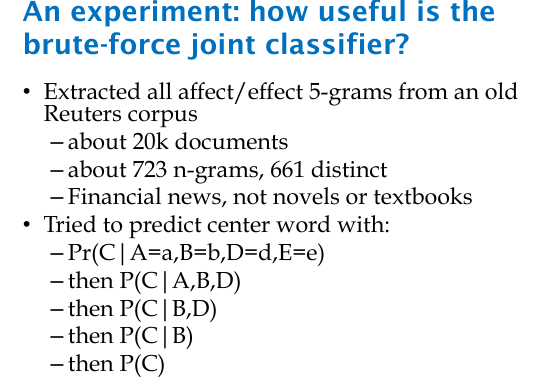 An experiment: how useful is the
brute-force joint classifier?
• Extracted all affect/effect 5-grams from an old
Reuters corpus
– about 20k documents
– about 723 n-grams, 661 distinct
– Financial news, not novels or textbooks
• Tried to predict center word with:
– Pr(C|A=a,B=b,D=d,E=e)
– then P(C|A,B,D)
– then P(C|B,D)
– then P(C|B)
– then P(C)